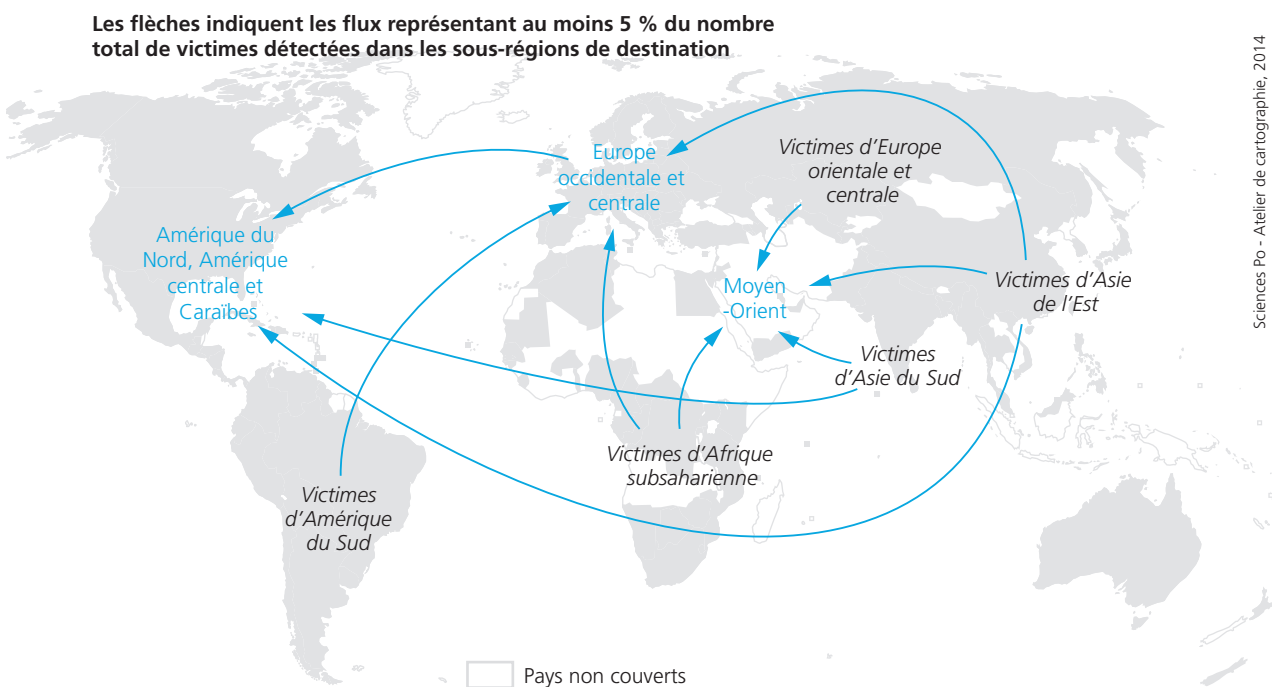 Les flèches indiquent les flux représentant au moins 5 % du nombre
total de victimes détectées dans les sous-régions de destination
Sciences Po - Atelier de cartographie, 2014
Europe
occidentale et
centrale
Victimes d’Europe
orientale et
centrale
Amérique du
Nord, Amérique
centrale et
Caraïbes
Moyen
-Orient
Victimes d’Asie
de l’Est
Victimes
d’Asie du Sud
Victimes d’Afrique
subsaharienne
Victimes
d’Amérique
du Sud
Pays non couverts